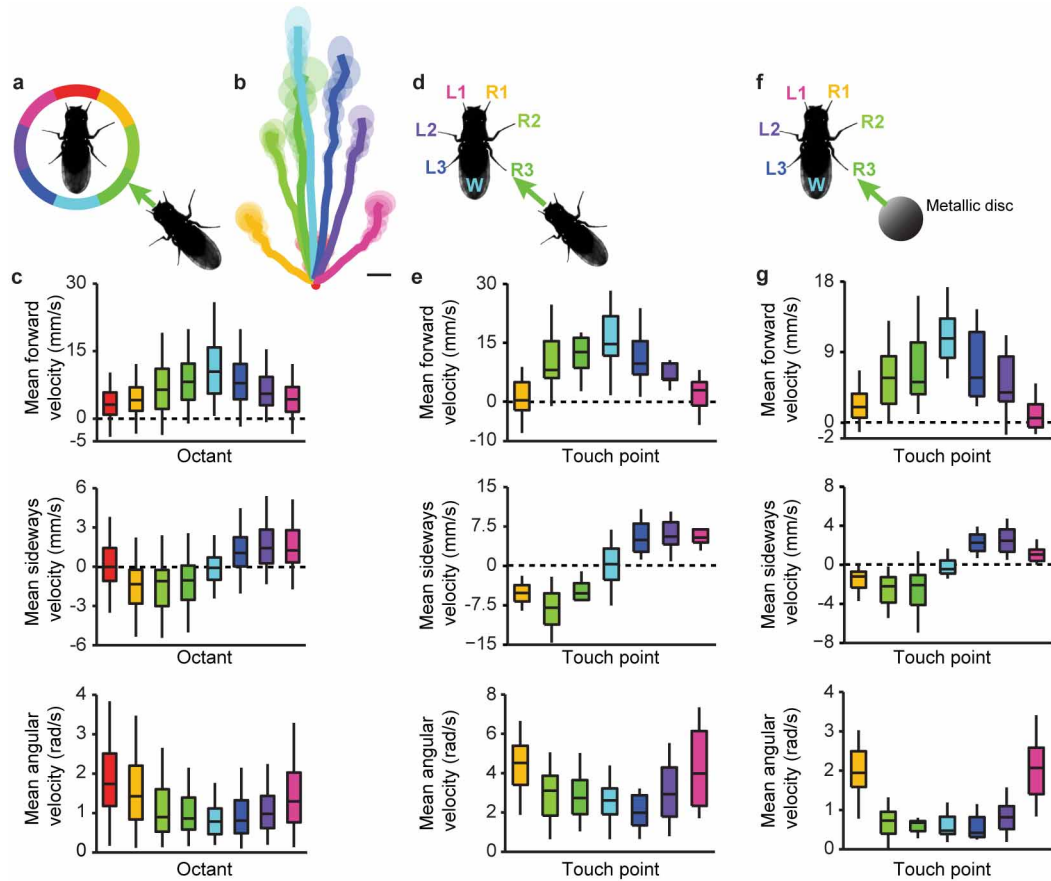 a
b
d
L1 R1
L2 R2
L3 R3
W
f
L1 R1
L2 R2
L3 R3
W
Metallic disc
c
Mean forward
velocity (mm/s)
30
15
0
-5
Octant
e
Mean forward
velocity (mm/s)
30
15
0
-10
Touch point
g
Mean forward
velocity (mm/s)
18
9
0
-2
Touch point
Mean sideways
velocity (mm/s)
6
3
0
-3
-6
Octant
Mean sideways
velocity (mm/s)
15
7.5
0
-7.5
−15
Touch point
Mean sideways
velocity (mm/s)
8
4
0
−4
−8
Touch point
Mean angular
velocity (rad/s)
4
3
2
1
0
Octant
Mean angular
velocity (rad/s)
8
6
4
2
0
Touch point
Mean angular
velocity (rad/s)
4
3
2
1
0
Touch point